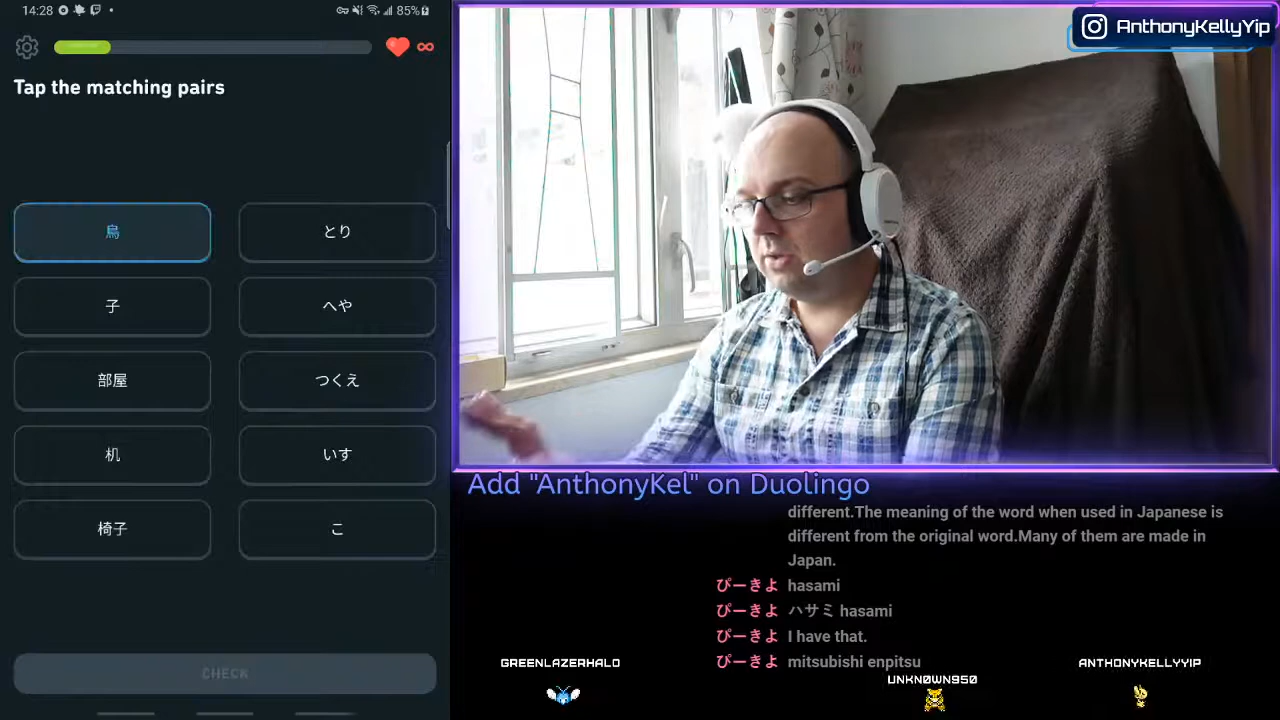 14:28
85%
∞
Tap the matching pairs
鳥
とり
子
へや
部屋
つくえ
机
いす
椅子
こ
CHECK
AnthonyKellyYip
Add "AnthonyKel" on Duolingo
different.The meaning of the word when used in Japanese is
different from the original word.Many of them are made in
Japan.
ぴーきよ hasami
ぴーきよ ハサミ hasami
ぴーきよ I have that.
ぴーきよ mitsubishi enpitsu
GREENLAZERHALO
UNKN0WN950
ANTHONYKELLYYIP